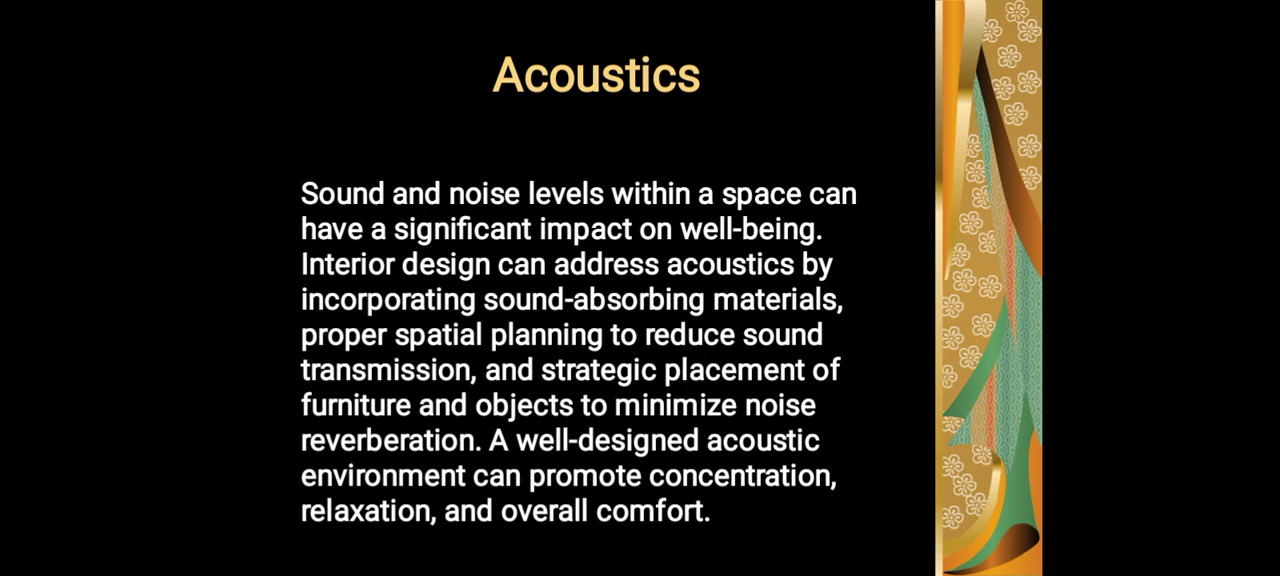 Acoustics
Sound and noise levels within a space can
have a significant impact on well-being.
Interior design can address acoustics by
incorporating sound-absorbing materials,
proper spatial planning to reduce sound
transmission, and strategic placement of
furniture and objects to minimize noise
reverberation. A well-designed acoustic
environment can promote concentration,
relaxation, and overall comfort.